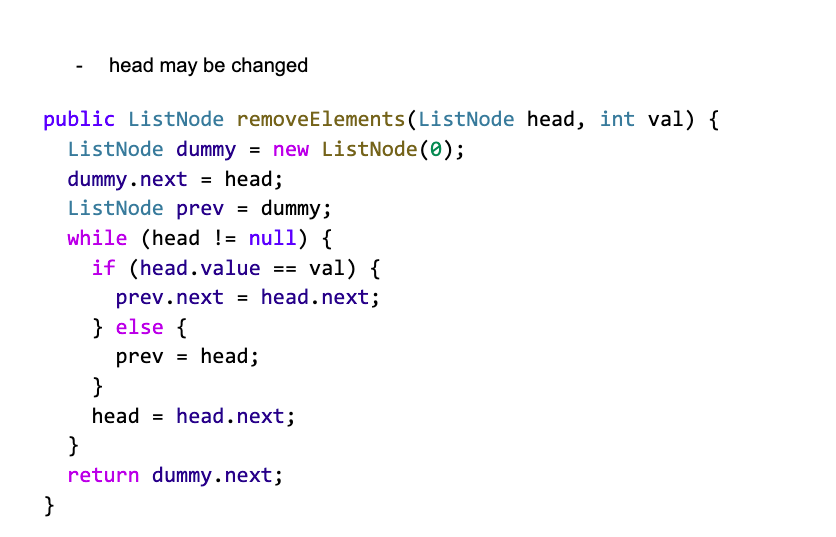 - head may be changed
public ListNode removeElements(ListNode head, int val) {
  ListNode dummy = new ListNode(0);
  dummy.next = head;
  ListNode prev = dummy;
  while (head != null) {
    if (head.value == val) {
      prev.next = head.next;
    } else {
      prev = head;
    }
    head = head.next;
  }
  return dummy.next;
}